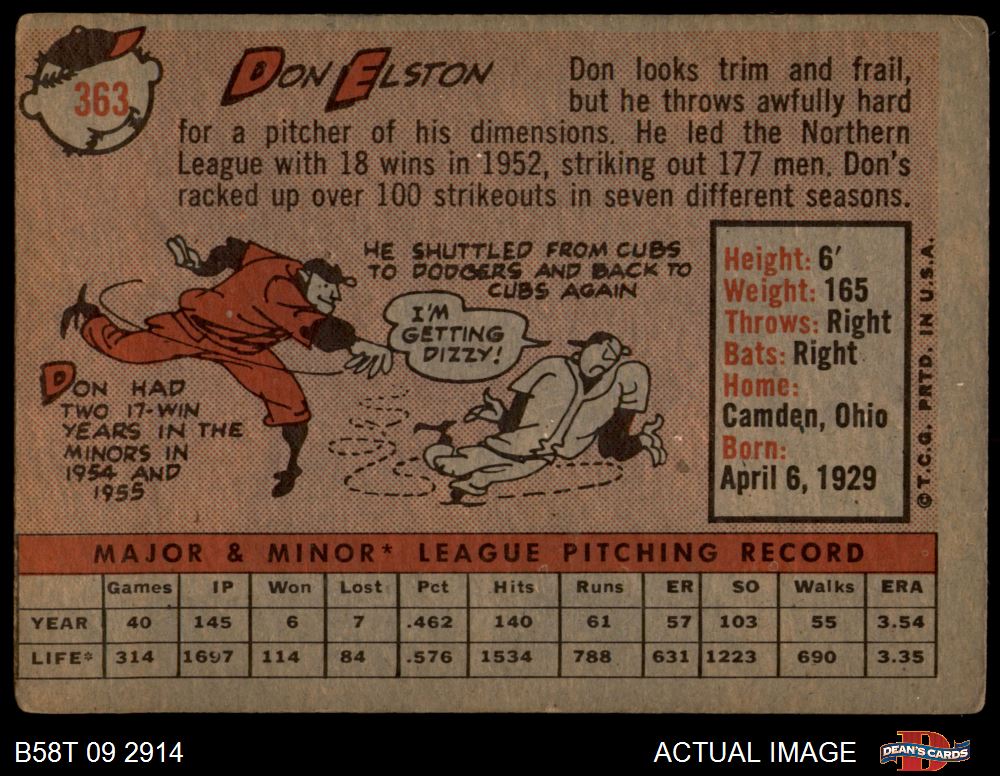 363
DON ELSTON
Don looks trim and frail,
but he throws awfully hard
for a pitcher of his dimensions. He led the Northern
League with 18 wins in 1952, striking out 177 men. Don's
racked up over 100 strikeouts in seven different seasons.
HE SHUTTLED FROM CUBS
TO DODGERS AND BACK TO
CUBS AGAIN
I'M
GETTING
DIZZY!
DON HAD
TWO 17-WIN
YEARS IN THE
MINORS IN
1954 AND
1955
Height: 6'
Weight: 165
Throws: Right
Bats: Right
Home:
Camden, Ohio
Born:
April 6, 1929
©T.C.G. PRTD. IN U.S.A.
MAJOR & MINOR* LEAGUE PITCHING RECORD
Games IP Won Lost Pct Hits Runs ER SO Walks ERA
YEAR 40 145 6 7 .462 140 61 57 103 55 3.54
LIFE* 314 1697 114 84 .576 1534 788 631 1223 690 3.35
B58T 09 2914
ACTUAL IMAGE
DEAN'S CARDS